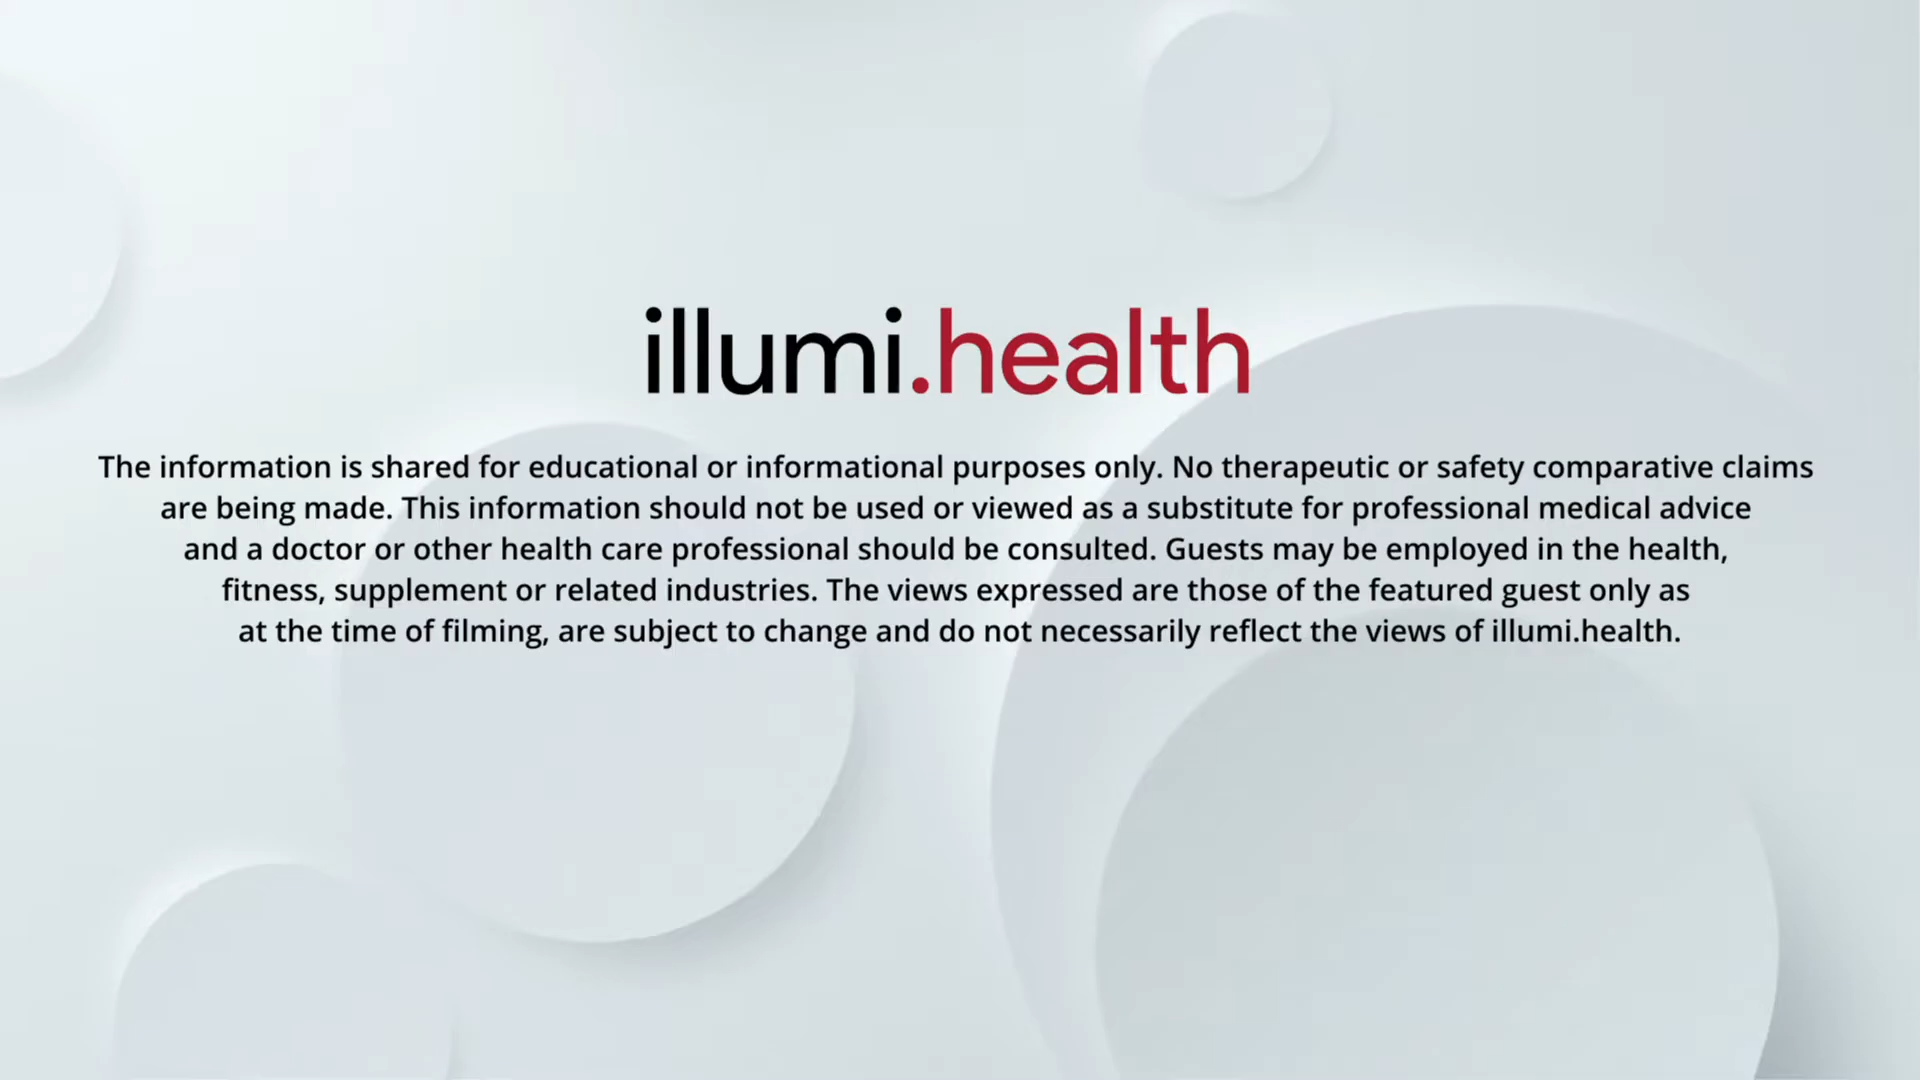 illumi.health
The information is shared for educational or informational purposes only. No therapeutic or safety comparative claims
are being made. This information should not be used or viewed as a substitute for professional medical advice
and a doctor or other health care professional should be consulted. Guests may be employed in the health,
fitness, supplement or related industries. The views expressed are those of the featured guest only as
at the time of filming, are subject to change and do not necessarily reflect the views of illumi.health.